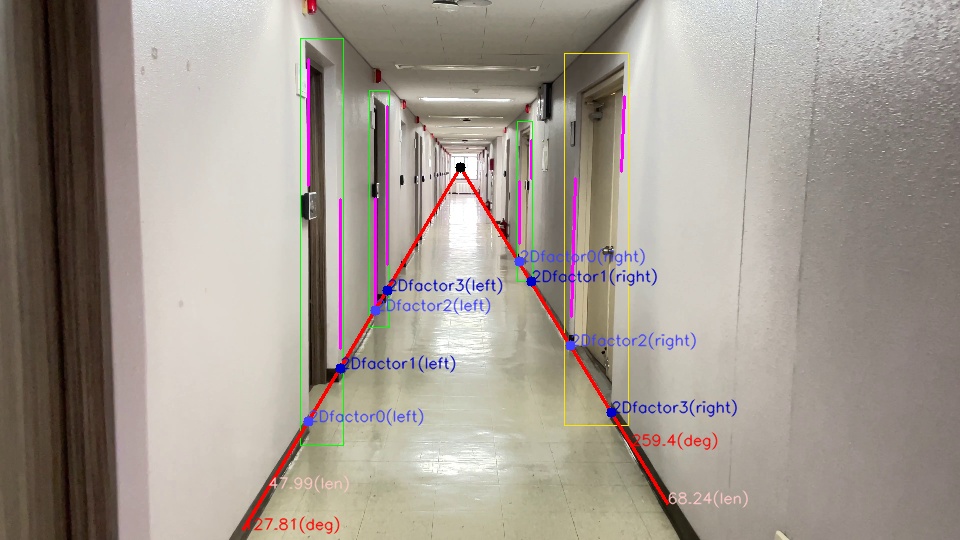 2Dfactor0(right)
2Dfactor1(right)
2Dfactor3(left)
2Dfactor2(left)
2Dfactor2(right)
2Dfactor1(left)
2Dfactor3(right)
2Dfactor0(left)
259.4(deg)
47.99(len)
68.24(len)
27.81(deg)